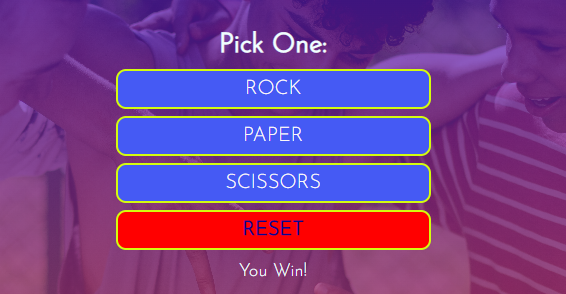 Pick One:
ROCK
PAPER
SCISSORS
RESET
You Win!